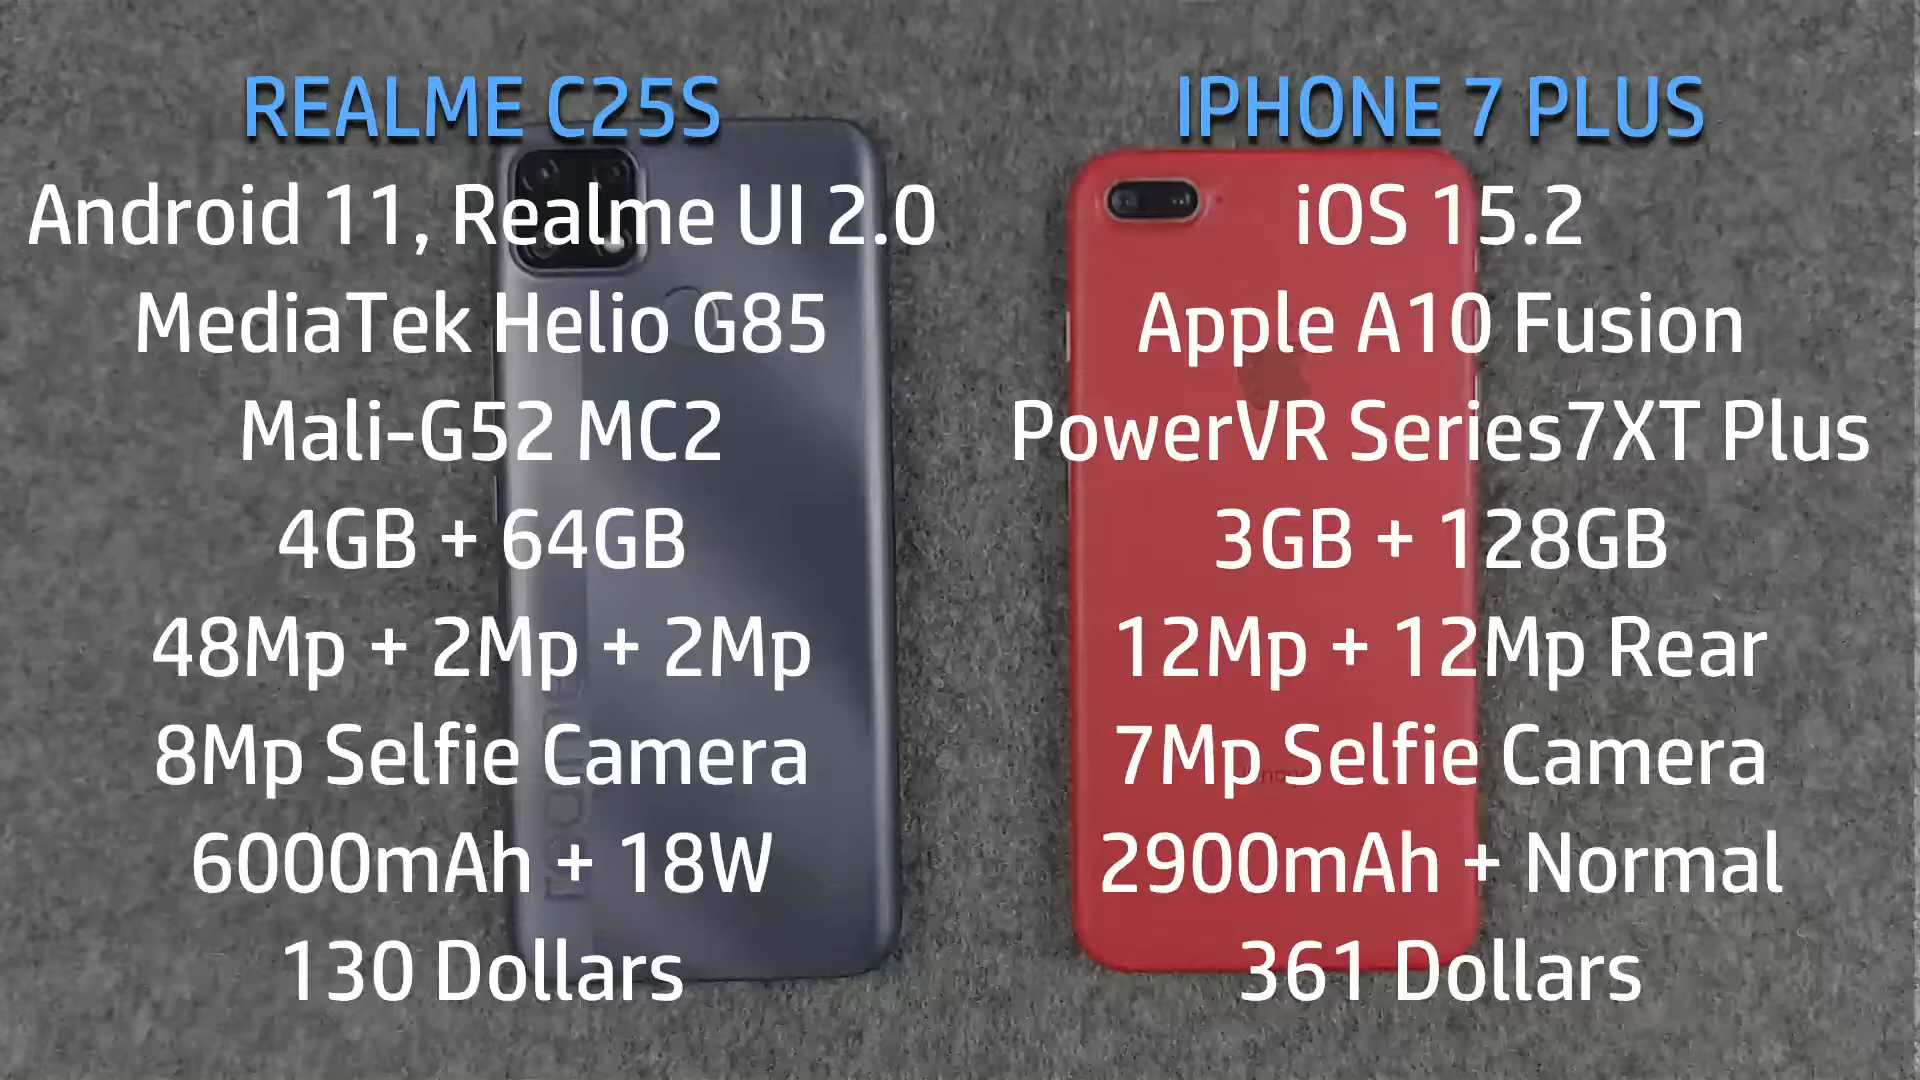 REALME C25S
Android 11, Realme UI 2.0
MediaTek Helio G85
Mali-G52 MC2
4GB + 64GB
48Mp + 2Mp + 2Mp
8Mp Selfie Camera
6000mAh + 18W
130 Dollars
realme
IPHONE 7 PLUS
iOS 15.2
Apple A10 Fusion
PowerVR Series7XT Plus
3GB + 128GB
12Mp + 12Mp Rear
7Mp Selfie Camera
2900mAh + Normal
361 Dollars